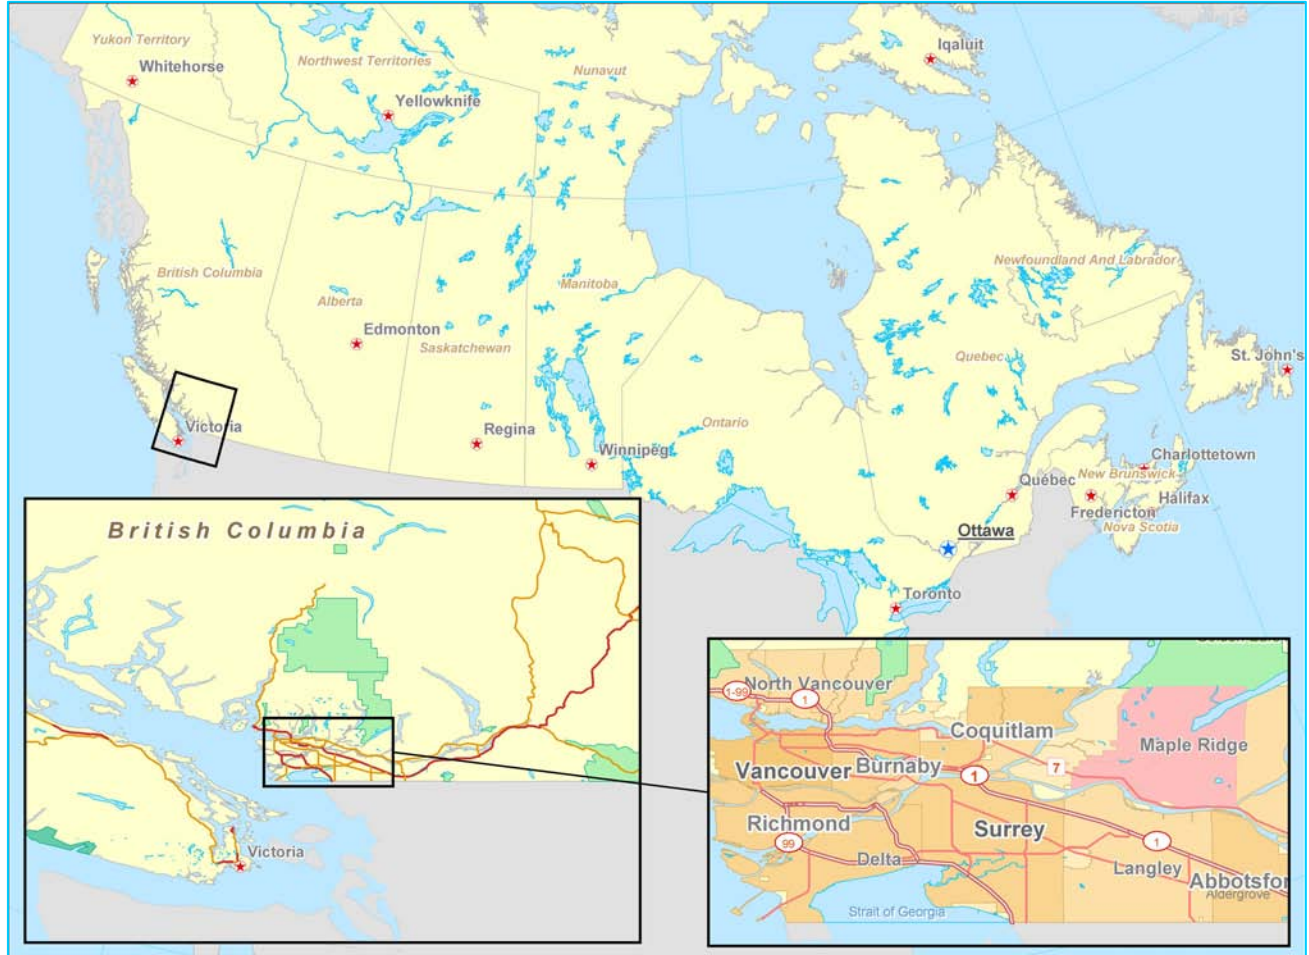 Yukon Territory
Whitehorse
Northwest Territories
Yellowknife
Nunavut
Iqaluit
British Columbia
Alberta
Edmonton
Saskatchewan
Manitoba
Newfoundland And Labrador
Quebec
St. John's
Victoria
Regina
Winnipeg
Ontario
Charlottetown
Québec
New Brunswick
Halifax
Fredericton
Nova Scotia
Ottawa
Toronto
British Columbia
Victoria
North Vancouver
1-99
1
Coquitlam
Maple Ridge
7
Vancouver
Burnaby
1
Richmond
Surrey
99
1
Delta
Langley
Abbotsfor
Aldergrove
Strait of Georgia